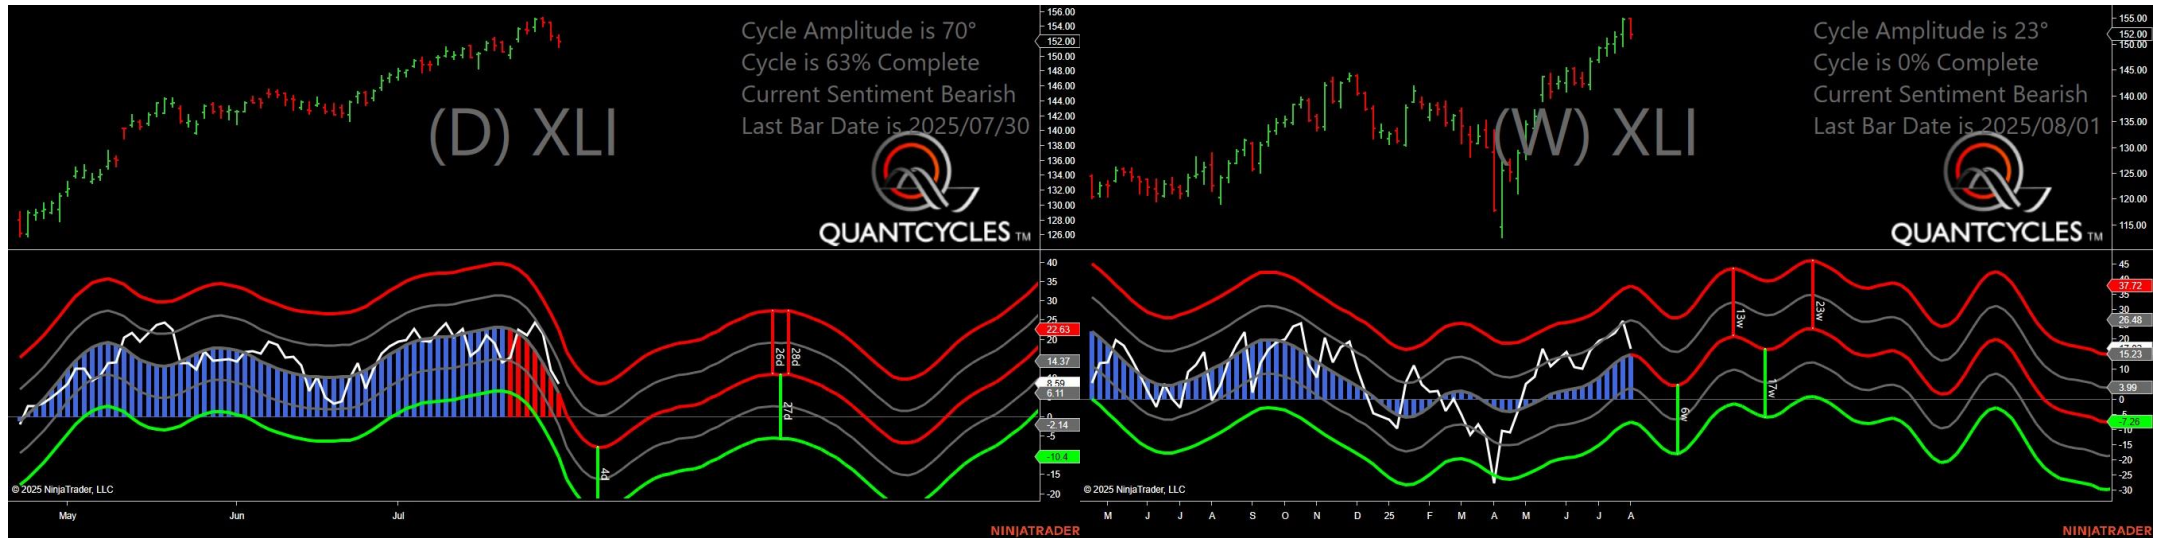 Cycle Amplitude is 70°
Cycle is 63% Complete
Current Sentiment Bearish
Last Bar Date is 2025/07/30
(D) XLI
QUANTCYCLES TM
156.00
154.00
152.00
150.00
148.00
146.00
144.00
142.00
140.00
138.00
136.00
134.00
132.00
130.00
128.00
126.00
40
35
30
25
22.63
20
14.37
8.59
6.11
0
-2.14
-5
-10.4
-15
-20
26d
28d
27d
4d
© 2025 NinjaTrader, LLC
May
Jun
Jul
NINJATRADER
Cycle Amplitude is 23°
Cycle is 0% Complete
Current Sentiment Bearish
Last Bar Date is 2025/08/01
(W) XLI
QUANTCYCLES TM
155.00
152.00
150.00
145.00
140.00
135.00
130.00
125.00
120.00
115.00
45
37.72
35
30
26.48
20
15.23
3.99
0
-5
-7.26
-10
-15
-20
-25
-30
13w
23w
17w
6w
© 2025 NinjaTrader, LLC
M
J
J
A
S
O
N
D
25
F
M
A
M
J
J
A
NINJATRADER